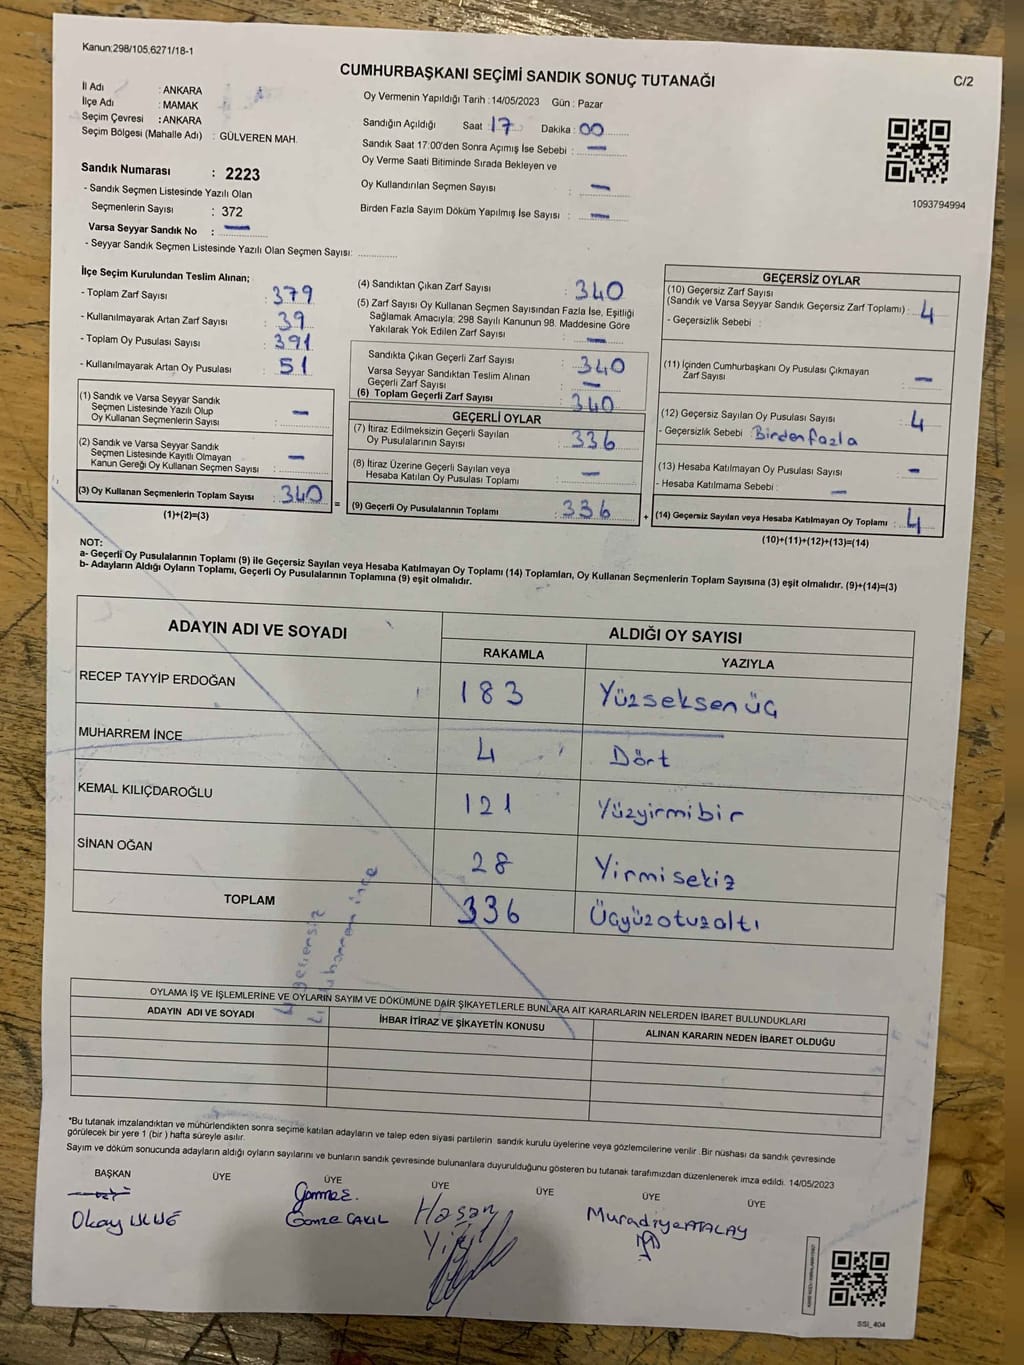 Kanun:298/105,6271/18-1
CUMHURBAŞKANI SEÇİMİ SANDIK SONUÇ TUTANAĞI
C/2
İl Adı : ANKARA
İlçe Adı : MAMAK
Seçim Çevresi : ANKARA
Seçim Bölgesi (Mahalle Adı) : GÜLVEREN MAH.
Oy Vermenin Yapıldığı Tarih : 14/05/2023 Gün : Pazar
Sandığın Açıldığı Saat 17 Dakika : 00
Sandık Saat 17:00'den Sonra Açımış İse Sebebi : —
Oy Verme Saati Bitiminde Sırada Bekleyen ve
Oy Kullandırılan Seçmen Sayısı : —
Birden Fazla Sayım Döküm Yapılmış İse Sayısı : —
1093794994
Sandık Numarası : 2223
- Sandık Seçmen Listesinde Yazılı Olan
Seçmenlerin Sayısı : 372
Varsa Seyyar Sandık No : —
- Seyyar Sandık Seçmen Listesinde Yazılı Olan Seçmen Sayısı:
İlçe Seçim Kurulundan Teslim Alınan;
- Toplam Zarf Sayısı : 379
- Kullanılmayarak Artan Zarf Sayısı : 39
- Toplam Oy Pusulası Sayısı : 391
- Kullanılmayarak Artan Oy Pusulası : 51
(1) Sandık ve Varsa Seyyar Sandık
Seçmen Listesinde Yazılı Olup
Oy Kullanan Seçmenlerin Sayısı : —
(2) Sandık ve Varsa Seyyar Sandık
Seçmen Listesinde Kayıtlı Olmayan
Kanun Gereği Oy Kullanan Seçmen Sayısı : —
(3) Oy Kullanan Seçmenlerin Toplam Sayısı : 340 =
(1)+(2)=(3)
(4) Sandıktan Çıkan Zarf Sayısı : 340
(5) Zarf Sayısı Oy Kullanan Seçmen Sayısından Fazla İse, Eşitliği
Sağlamak Amacıyla; 298 Sayılı Kanunun 98. Maddesine Göre
Yakılarak Yok Edilen Zarf Sayısı : —
Sandıkta Çıkan Geçerli Zarf Sayısı : 340
Varsa Seyyar Sandıktan Teslim Alınan
Geçerli Zarf Sayısı : —
(6) Toplam Geçerli Zarf Sayısı : 340
GEÇERLİ OYLAR
(7) İtiraz Edilmeksizin Geçerli Sayılan
Oy Pusulalarının Sayısı : 336
(8) İtiraz Üzerine Geçerli Sayılan veya
Hesaba Katılan Oy Pusulası Toplamı : —
(9) Geçerli Oy Pusulalarının Toplamı : 336 +
GEÇERSİZ OYLAR
(10) Geçersiz Zarf Sayısı
(Sandık ve Varsa Seyyar Sandık Geçersiz Zarf Toplamı) : 4
- Geçersizlik Sebebi :
(11) İçinden Cumhurbaşkanı Oy Pusulası Çıkmayan
Zarf Sayısı : —
(12) Geçersiz Sayılan Oy Pusulası Sayısı : 4
- Geçersizlik Sebebi : Birden fazla
(13) Hesaba Katılmayan Oy Pusulası Sayısı : —
- Hesaba Katılmama Sebebi : —
(14) Geçersiz Sayılan veya Hesaba Katılmayan Oy Toplamı : 4
(10)+(11)+(12)+(13)=(14)
NOT:
a- Geçerli Oy Pusulalarının Toplamı (9) ile Geçersiz Sayılan veya Hesaba Katılmayan Oy Toplamı (14) Toplamları, Oy Kullanan Seçmenlerin Toplam Sayısına (3) eşit olmalıdır. (9)+(14)=(3)
b- Adayların Aldığı Oyların Toplamı, Geçerli Oy Pusulalarının Toplamına (9) eşit olmalıdır.
ADAYIN ADI VE SOYADI
ALDIĞI OY SAYISI
RAKAMLA YAZIYLA
RECEP TAYYİP ERDOĞAN 183 Yüzseksen üç
MUHARREM İNCE 4 Dört
KEMAL KILIÇDAROĞLU 121 Yüzyirmibir
SİNAN OĞAN 28 Yirmisekiz
TOPLAM 336 Üçyüzotuzaltı
4 geçersiz
4 muharrem ince
OYLAMA İŞ VE İŞLEMLERİNE VE OYLARIN SAYIM VE DÖKÜMÜNE DAİR ŞİKAYETLERLE BUNLARA AİT KARARLARIN NELERDEN İBARET BULUNDUKLARI
ADAYIN ADI VE SOYADI İHBAR İTİRAZ VE ŞİKAYETİN KONUSU ALINAN KARARIN NEDEN İBARET OLDUĞU
*Bu tutanak imzalandıktan ve mühürlendikten sonra seçime katılan adayların ve talep eden siyasi partilerin sandık kurulu üyelerine veya gözlemcilerine verilir. Bir nüshası da sandık çevresinde
görülecek bir yere 1 (bir) hafta süreyle asılır.
Sayım ve döküm sonucunda adayların aldığı oyların sayılarını ve bunların sandık çevresinde bulunanlara duyurulduğunu gösteren bu tutanak tarafımızdan düzenlenerek imza edildi. 14/05/2023
BAŞKAN ÜYE ÜYE ÜYE ÜYE ÜYE ÜYE
Okay
Gamze ÇAKIL
Hasan
Muradiye ATALAY
SSI_404